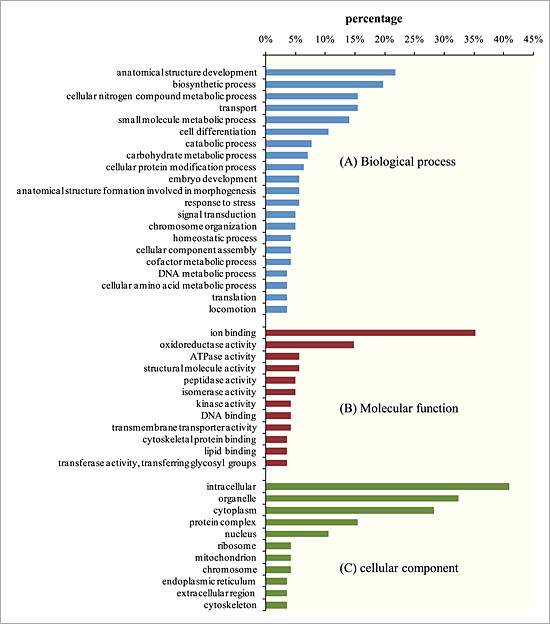 percentage
0% 5% 10% 15% 20% 25% 30% 35% 40% 45%
anatomical structure development
biosynthetic process
cellular nitrogen compound metabolic process
transport
small molecule metabolic process
cell differentiation
catabolic process
carbohydrate metabolic process
(A) Biological process
cellular protein modification process
embryo development
anatomical structure formation involved in morphogenesis
response to stress
signal transduction
chromosome organization
homeostatic process
cellular component assembly
cofactor metabolic process
DNA metabolic process
cellular amino acid metabolic process
translation
locomotion
ion binding
oxidoreductase activity
ATPase activity
structural molecule activity
peptidase activity
isomerase activity
kinase activity
(B) Molecular function
DNA binding
transmembrane transporter activity
cytoskeletal protein binding
lipid binding
transferase activity, transferring glycosyl groups
intracellular
organelle
cytoplasm
protein complex
nucleus
ribosome
mitochondrion
chromosome
(C) cellular component
endoplasmic reticulum
extracellular region
cytoskeleton